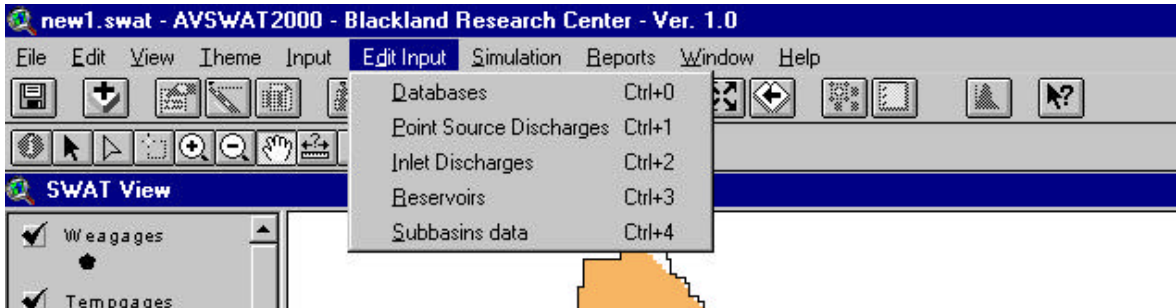 new1.swat - AVSWAT2000 - Blackland Research Center - Ver. 1.0
File Edit View Theme Input Edit Input Simulation Reports Window Help
Databases Ctrl+0
Point Source Discharges Ctrl+1
Inlet Discharges Ctrl+2
Reservoirs Ctrl+3
Subbasins data Ctrl+4
SWAT View
Weagages
Tempgages